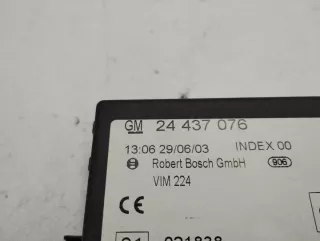 GM 24 437 076
13:06 29/06/03 INDEX 00
Robert Bosch GmbH 906
VIM 224
CE